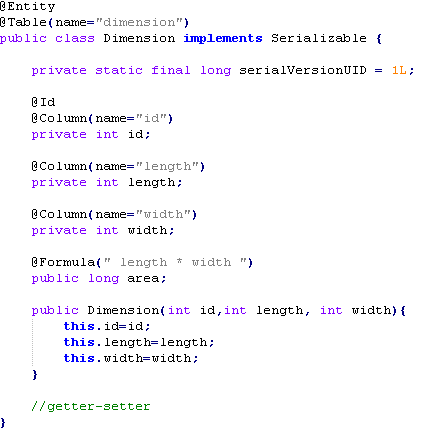 @Entity
@Table(name="dimension")
public class Dimension implements Serializable {
private static final long serialVersionUID = 1L;
@Id
@Column(name="id")
private int id;
@Column(name="length")
private int length;
@Column(name="width")
private int width;
@Formula(" length * width ")
public long area;
public Dimension(int id,int length, int width){
this.id=id;
this.length=length;
this.width=width;
}
//getter-setter
}